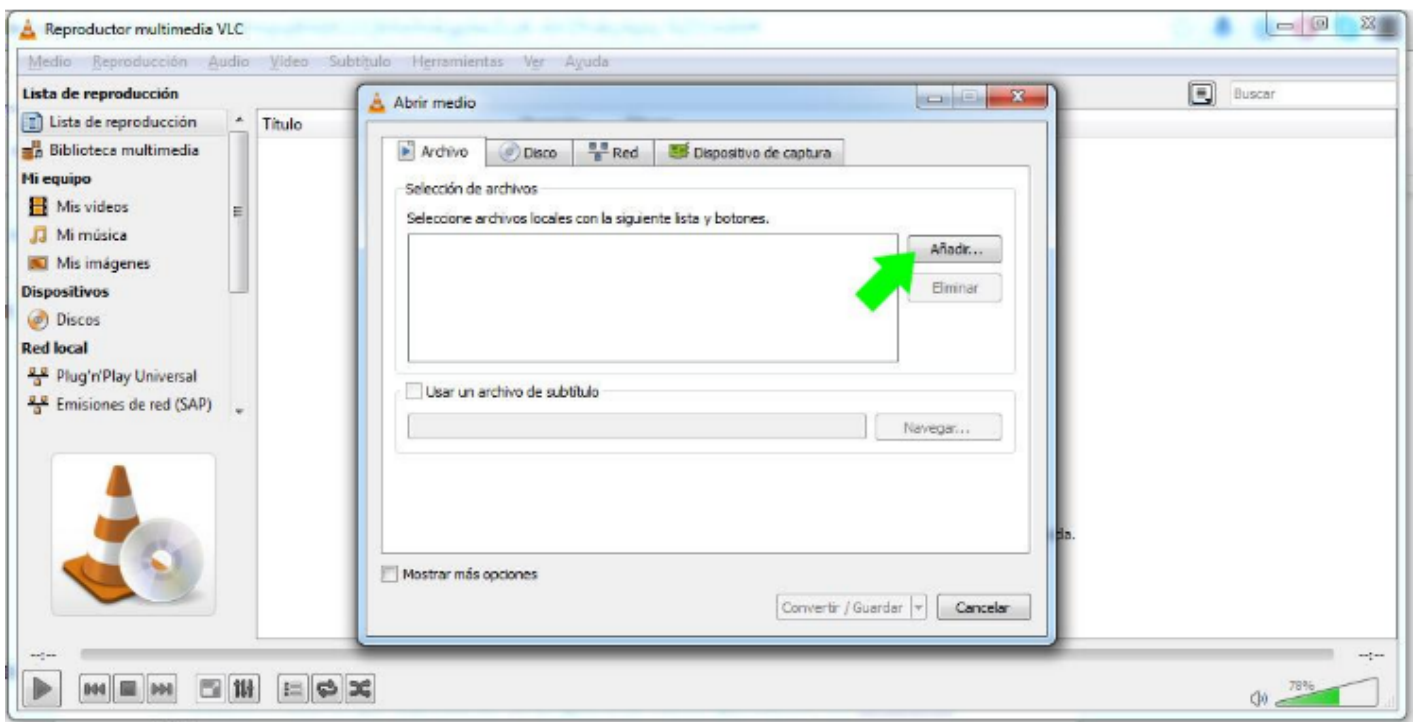 Reproductor multimedia VLC
Medio Reproducción Audio Vídeo Subtítulo Herramientas Ver Ayuda
Lista de reproducción
Buscar
Lista de reproducción
Biblioteca multimedia
Mi equipo
Mis vídeos
Mi música
Mis imágenes
Dispositivos
Discos
Red local
Plug'n'Play Universal
Emisiones de red (SAP)
Título
Abrir medio
Archivo Disco Red Dispositivo de captura
Selección de archivos
Seleccione archivos locales con la siguiente lista y botones.
Añadir...
Eliminar
Usar un archivo de subtítulo
Navegar...
da.
Mostrar más opciones
Convertir / Guardar Cancelar
--:-- --:--
78%